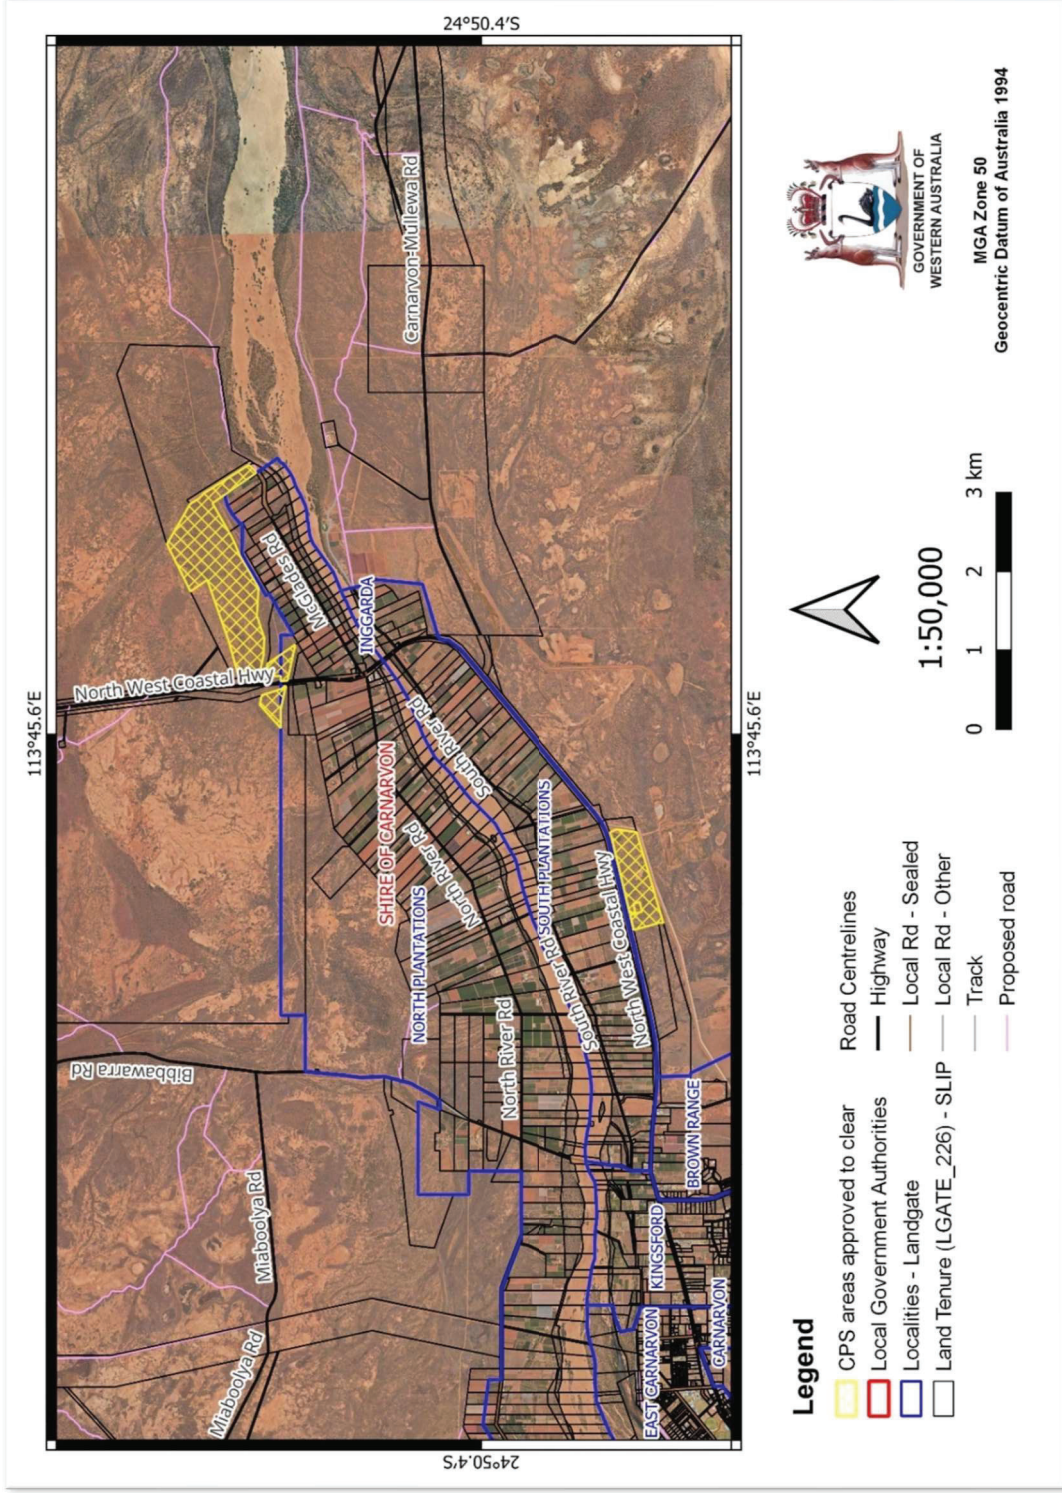 113°45.6'E
24°50.4'S
24°50.4'S
113°45.6'E
Miaboolya Rd
Miaboolya Rd
Bibbawarra Rd
North West Coastal Hwy
McGlades Rd
INGGARDA
Carnarvon-Mullewa Rd
SHIRE OF CARNARVON
NORTH PLANTATIONS
North River Rd
North River Rd
South River Rd
SOUTH PLANTATIONS
South River Rd
South River Rd
North West Coastal Hwy
BROWN RANGE
KINGSFORD
EAST CARNARVON
CARNARVON
Legend
CPS areas approved to clear
Local Government Authorities
Localities - Landgate
Land Tenure (LGATE_226) - SLIP
Road Centrelines
Highway
Local Rd - Sealed
Local Rd - Other
Track
Proposed road
1:50,000
0 1 2 3 km
GOVERNMENT OF
WESTERN AUSTRALIA
MGA Zone 50
Geocentric Datum of Australia 1994